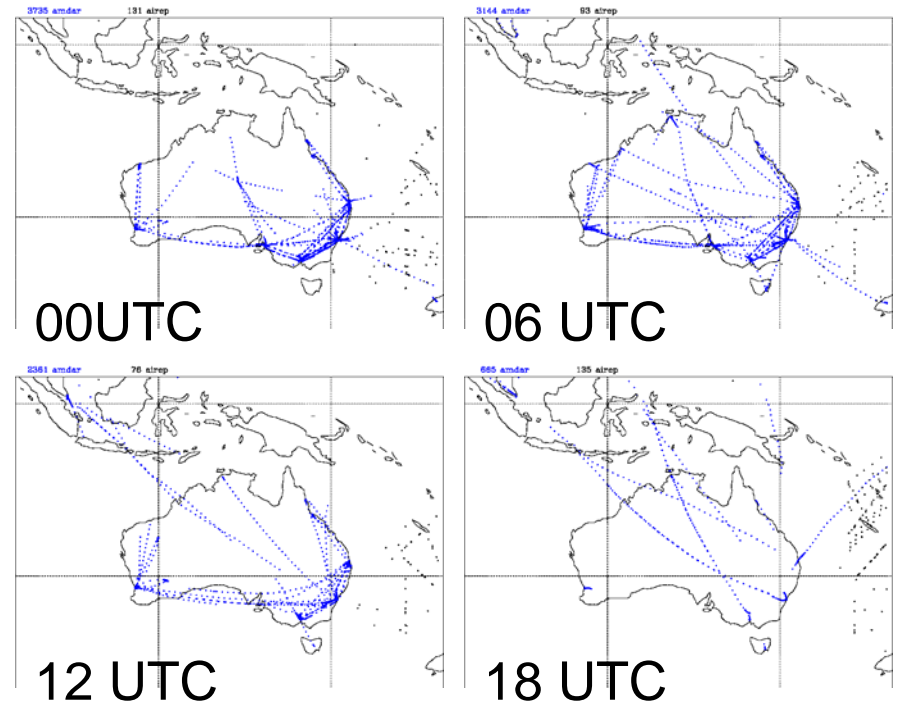 3735 amdar 131 airep
3144 amdar 93 airep
00UTC
06 UTC
2361 amdar 76 airep
665 amdar 135 airep
12 UTC
18 UTC